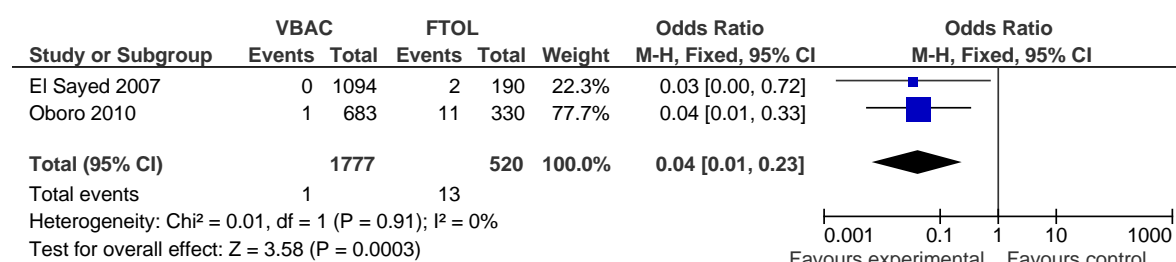 VBAC FTOL Odds Ratio Odds Ratio
Study or Subgroup Events Total Events Total Weight M-H, Fixed, 95% CI M-H, Fixed, 95% CI
El Sayed 2007 0 1094 2 190 22.3% 0.03 [0.00, 0.72]
Oboro 2010 1 683 11 330 77.7% 0.04 [0.01, 0.33]
Total (95% CI) 1777 520 100.0% 0.04 [0.01, 0.23]
Total events 1 13
Heterogeneity: Chi² = 0.01, df = 1 (P = 0.91); I² = 0%
Test for overall effect: Z = 3.58 (P = 0.0003)
0.001 0.1 1 10 1000
Favours experimental Favours control